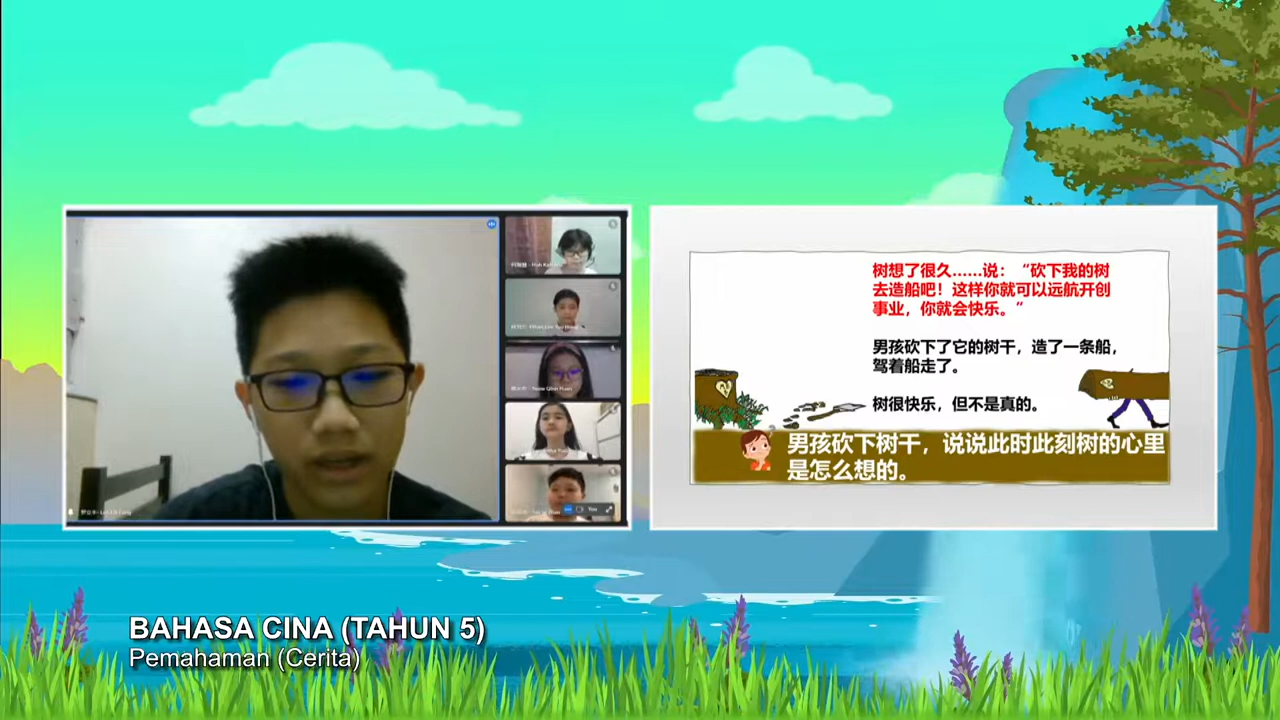 树想了很久……说：“砍下我的树
去造船吧！这样你就可以远航开创
事业，你就会快乐。”
男孩砍下了它的树干，造了一条船，
驾着船走了。
树很快乐，但不是真的。
男孩砍下树干，说说此时此刻树的心里
是怎么想的。
BAHASA CINA (TAHUN 5)
Pemahaman (Cerita)